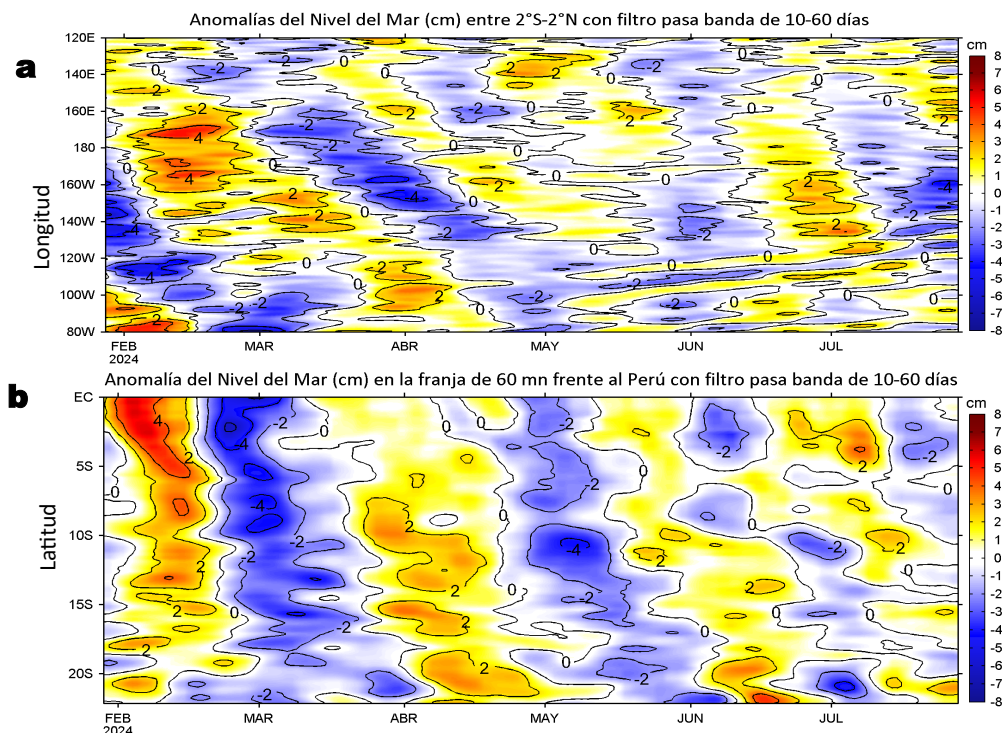 Anomalías del Nivel del Mar (cm) entre 2°S-2°N con filtro pasa banda de 10-60 días
a
Longitud
120E
140E
160E
180
160W
140W
120W
100W
80W
FEB
2024
MAR
ABR
MAY
JUN
JUL
cm
8
7
6
5
4
3
2
1
0
-1
-2
-3
-4
-5
-6
-7
-8
Anomalía del Nivel del Mar (cm) en la franja de 60 mn frente al Perú con filtro pasa banda de 10-60 días
b
Latitud
EC
5S
10S
15S
20S
FEB
2024
MAR
ABR
MAY
JUN
JUL
cm
8
7
6
5
4
3
2
1
0
-1
-2
-3
-4
-5
-6
-7
-8